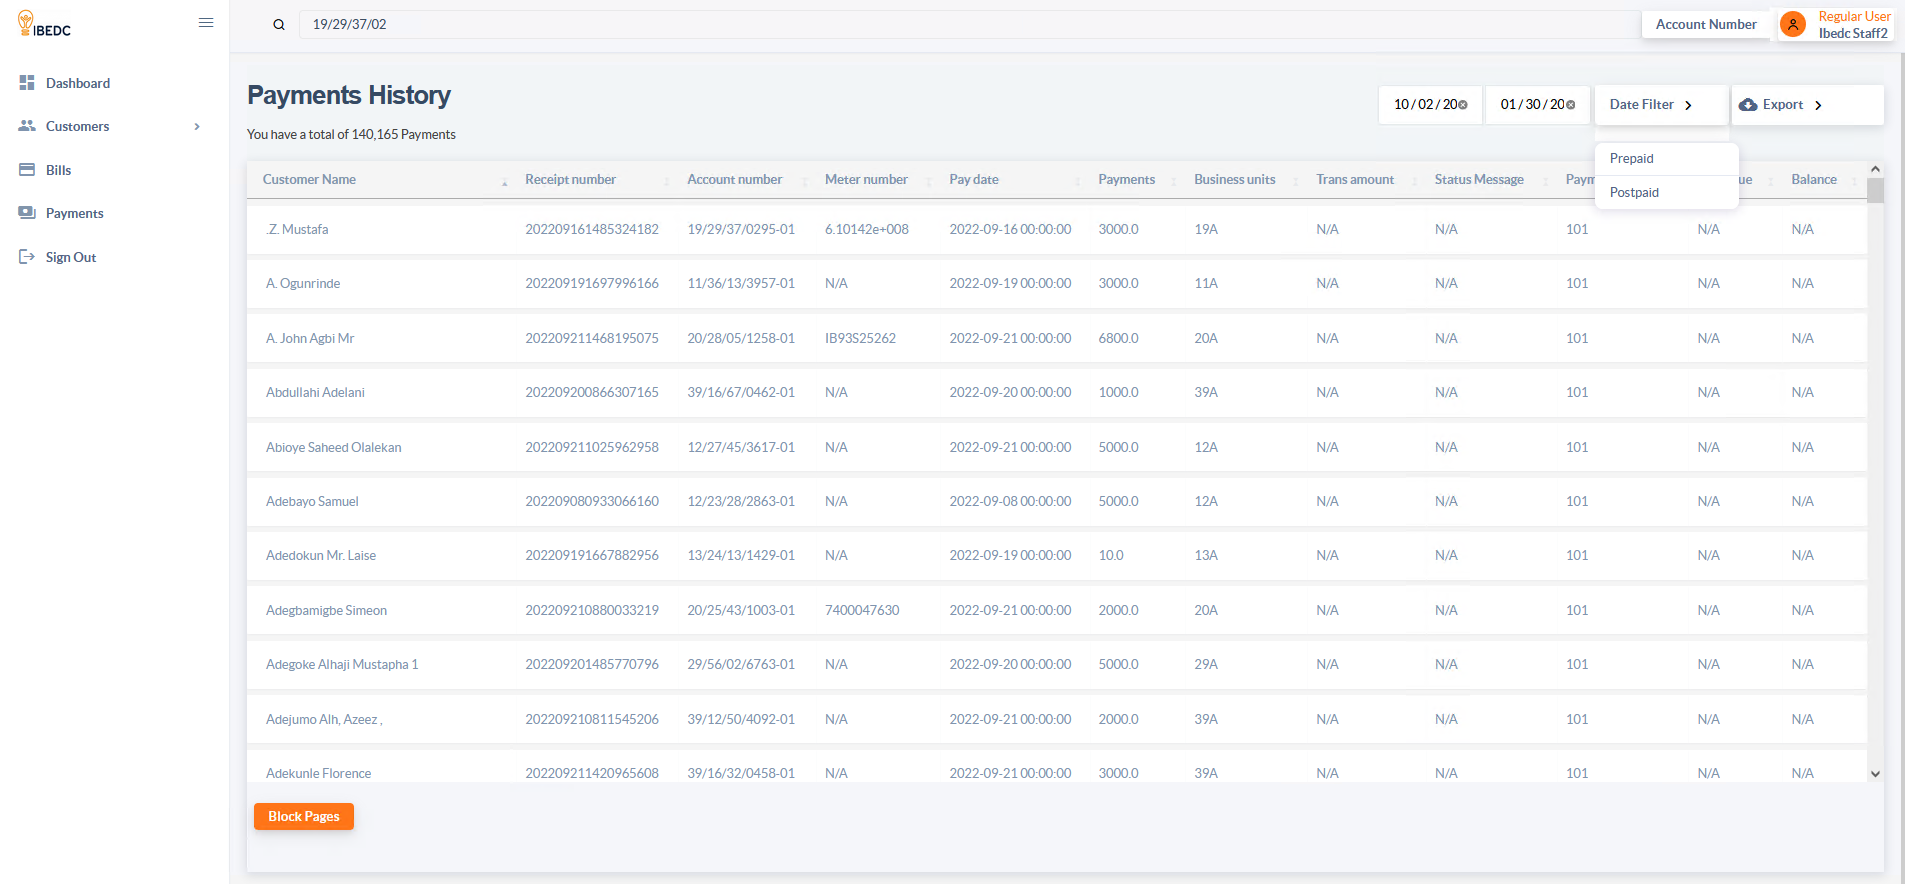 IBEDC
19/29/37/02
Account Number
Regular User
Ibedc Staff2
Dashboard
Customers
Bills
Payments
Sign Out
Payments History
You have a total of 140,165 Payments
10 / 02 / 20
01 / 30 / 20
Date Filter
Export
Prepaid
Postpaid
Customer Name Receipt number Account number Meter number Pay date Payments Business units Trans amount Status Message Balance
.Z. Mustafa 202209161485324182 19/29/37/0295-01 6.10142e+008 2022-09-16 00:00:00 3000.0 19A N/A N/A 101 N/A N/A
A. Ogunrinde 202209191697996166 11/36/13/3957-01 N/A 2022-09-19 00:00:00 3000.0 11A N/A N/A 101 N/A N/A
A. John Agbi Mr 202209211468195075 20/28/05/1258-01 IB93S25262 2022-09-21 00:00:00 6800.0 20A N/A N/A 101 N/A N/A
Abdullahi Adelani 202209200866307165 39/16/67/0462-01 N/A 2022-09-20 00:00:00 1000.0 39A N/A N/A 101 N/A N/A
Abioye Saheed Olalekan 202209211025962958 12/27/45/3617-01 N/A 2022-09-21 00:00:00 5000.0 12A N/A N/A 101 N/A N/A
Adebayo Samuel 202209080933066160 12/23/28/2863-01 N/A 2022-09-08 00:00:00 5000.0 12A N/A N/A 101 N/A N/A
Adedokun Mr. Laise 202209191667882956 13/24/13/1429-01 N/A 2022-09-19 00:00:00 10.0 13A N/A N/A 101 N/A N/A
Adegbamigbe Simeon 202209210880033219 20/25/43/1003-01 7400047630 2022-09-21 00:00:00 2000.0 20A N/A N/A 101 N/A N/A
Adegoke Alhaji Mustapha 1 202209201485770796 29/56/02/6763-01 N/A 2022-09-20 00:00:00 5000.0 29A N/A N/A 101 N/A N/A
Adejumo Alh, Azeez , 202209210811545206 39/12/50/4092-01 N/A 2022-09-21 00:00:00 2000.0 39A N/A N/A 101 N/A N/A
Adekunle Florence 202209211420965608 39/16/32/0458-01 N/A 2022-09-21 00:00:00 3000.0 39A N/A N/A 101 N/A N/A
Block Pages